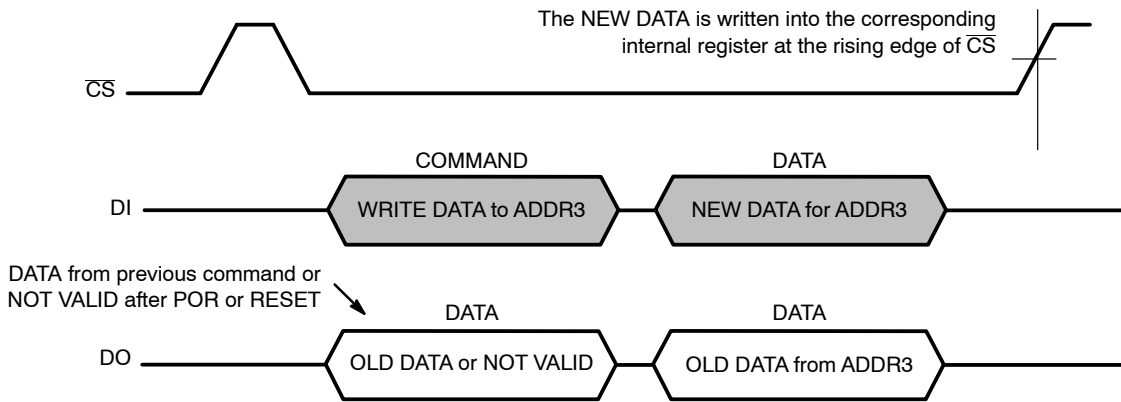 The NEW DATA is written into the corresponding
internal register at the rising edge of C̅S̅
C̅S̅
COMMAND
DATA
DI
WRITE DATA to ADDR3
NEW DATA for ADDR3
DATA from previous command or
NOT VALID after POR or RESET
DATA
DATA
DO
OLD DATA or NOT VALID
OLD DATA from ADDR3